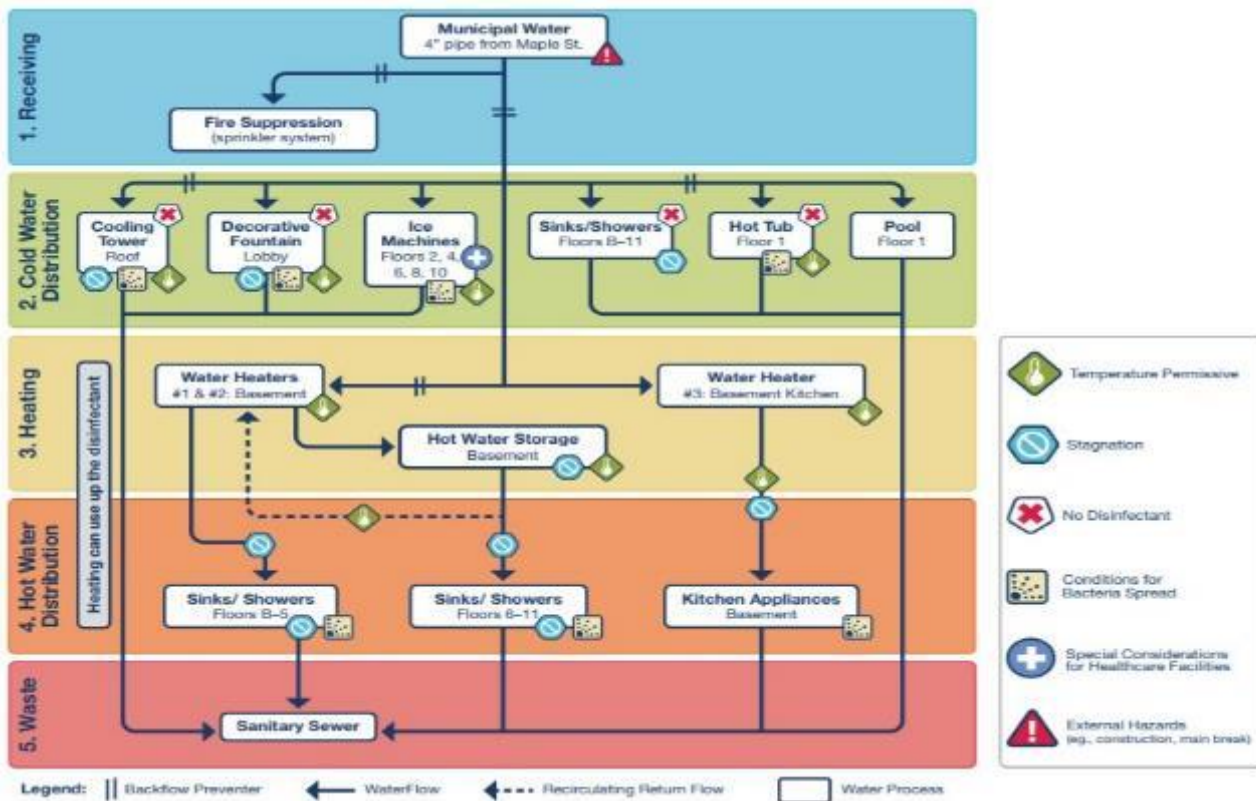 1. Receiving
Municipal Water
4" pipe from Maple St.
Fire Suppression
(sprinkler system)
2. Cold Water
Distribution
Cooling
Tower
Roof
Decorative
Fountain
Lobby
Ice
Machines
Floors 2, 4,
6, 8, 10
Sinks/Showers
Floors B–11
Hot Tub
Floor 1
Pool
Floor 1
3. Heating
Heating can use up the disinfectant
Water Heaters
#1 & #2: Basement
Water Heater
#3: Basement Kitchen
Hot Water Storage
Basement
4. Hot Water
Distribution
Sinks/ Showers
Floors B–5
Sinks/ Showers
Floors 6–11
Kitchen Appliances
Basement
5. Waste
Sanitary Sewer
Temperature Permissive
Stagnation
No Disinfectant
Conditions for
Bacteria Spread
Special Considerations
for Healthcare Facilities
External Hazards
(eg., construction, main break)
Legend: Backflow Preventer WaterFlow Recirculating Return Flow Water Process